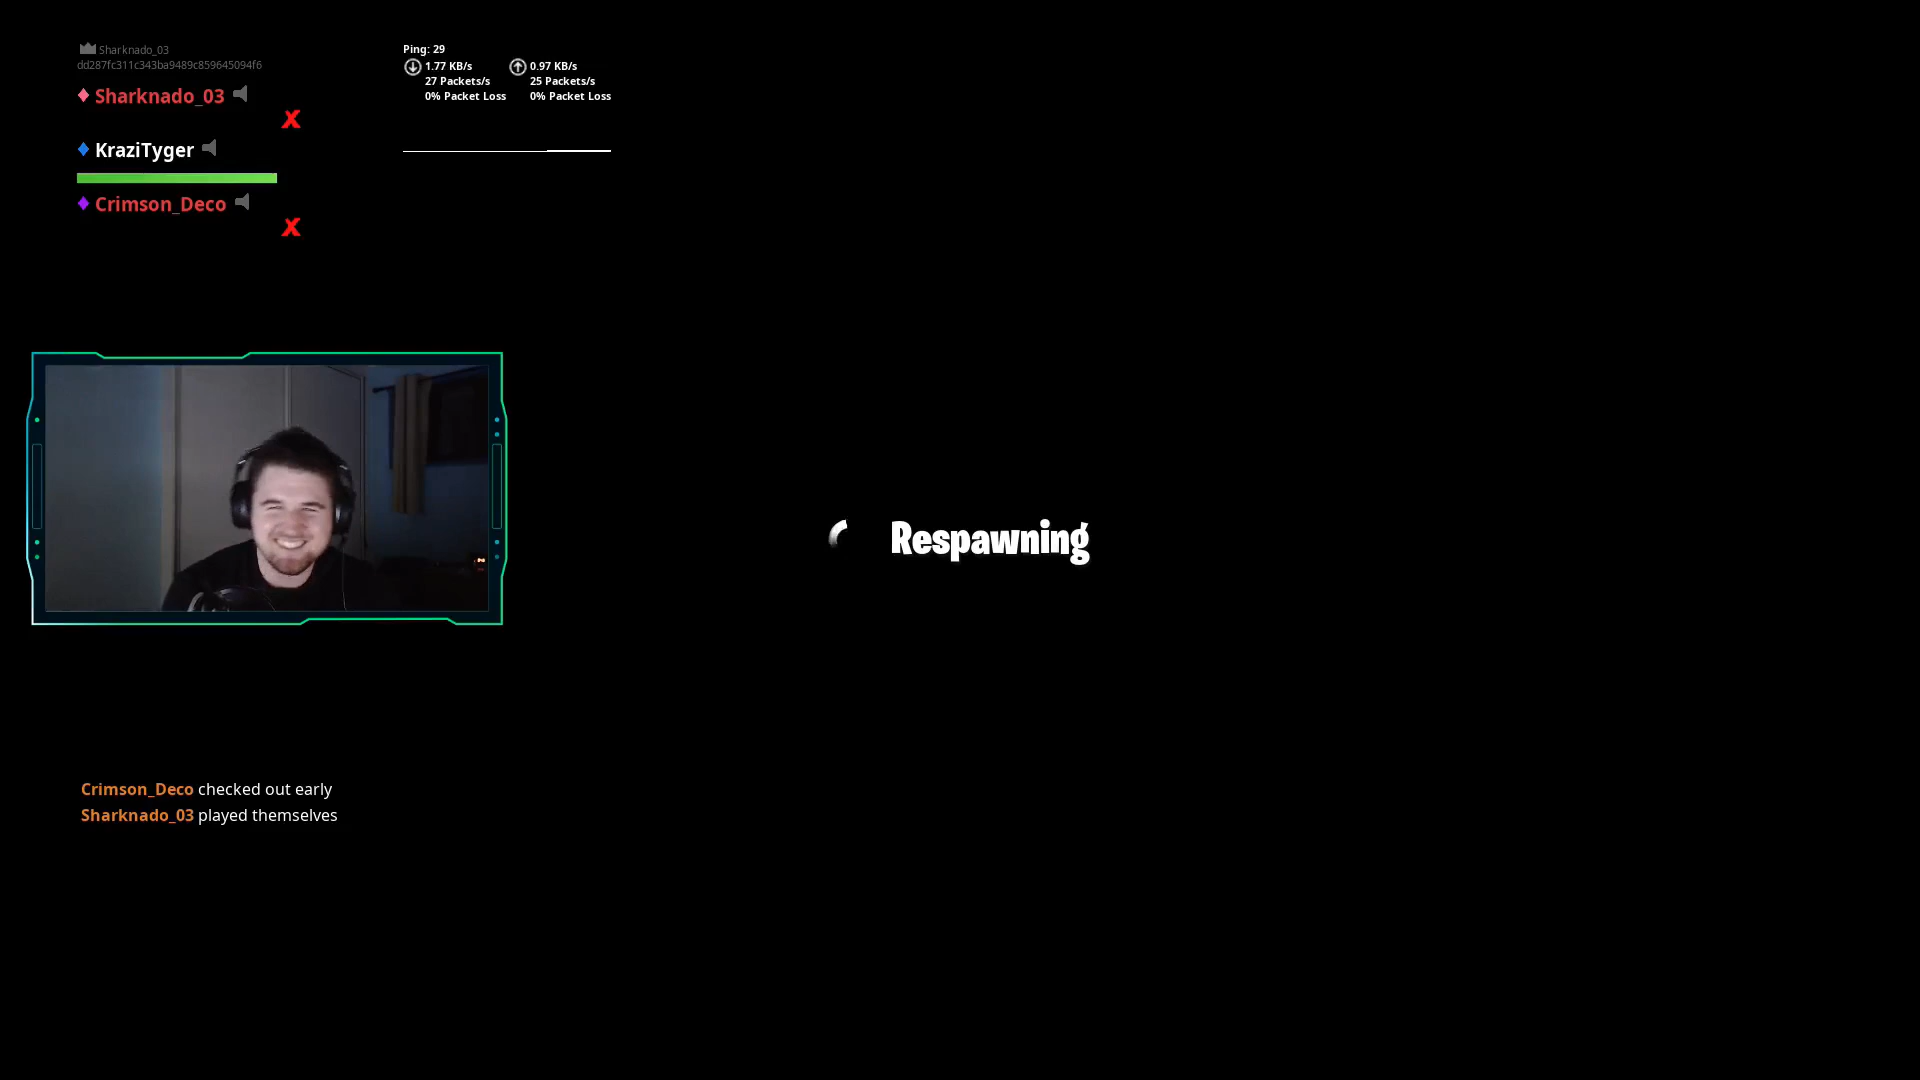 Sharknado_03
dd287fc311c343ba9489c859645094f6
Sharknado_03
X
KraziTyger
Crimson_Deco
X
Ping: 29
1.77 KB/s 0.97 KB/s
27 Packets/s 25 Packets/s
0% Packet Loss 0% Packet Loss
Respawning
Crimson_Deco checked out early
Sharknado_03 played themselves